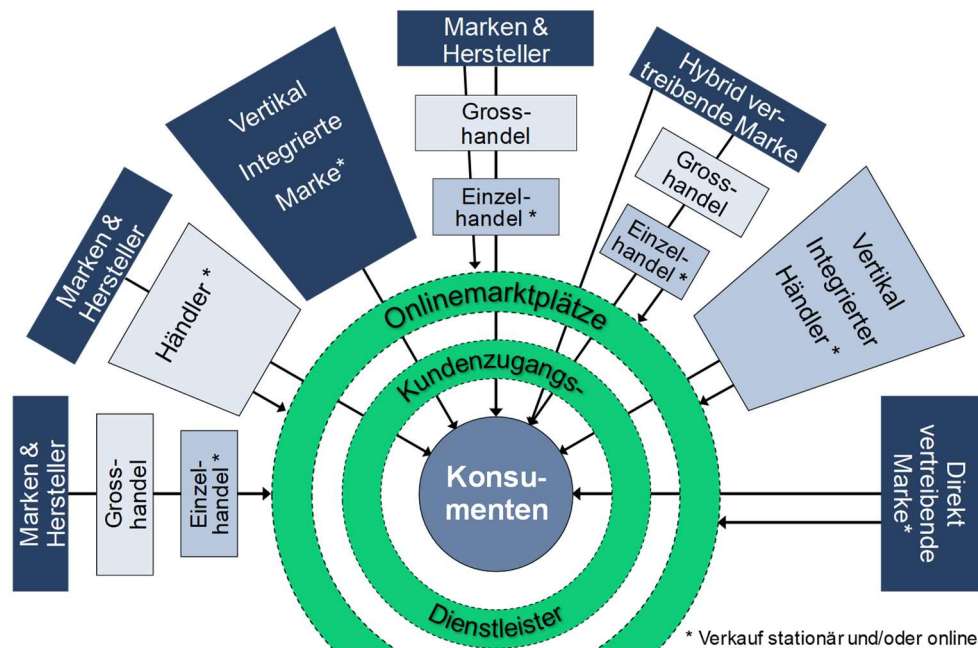 Marken &
Hersteller
Gross-
handel
Einzel-
handel *
Vertikal
Integrierte
Marke*
Hybrid ver-
treibende Marke
Gross-
handel
Einzel-
handel *
Marken &
Hersteller
Händler *
Vertikal
Integrierter
Händler *
Marken &
Hersteller
Gross-
handel
Einzel-
handel *
Onlinemarktplätze
Kundenzugangs-
Dienstleister
Konsu-
menten
Direkt
vertreibende
Marke*
* Verkauf stationär und/oder online